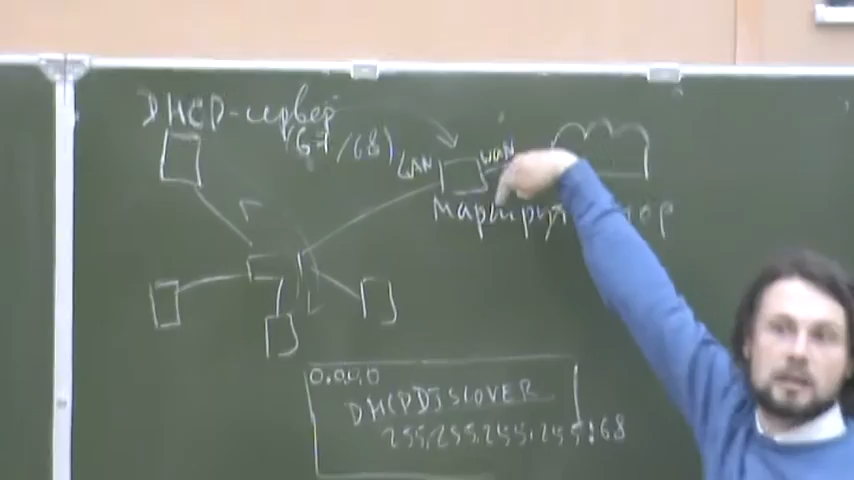 DHCP-сервер
(67/68)
LAN
WAN
Маршрутизатор
0.0.0.0
DHCPDISCOVER
255.255.255.255:68